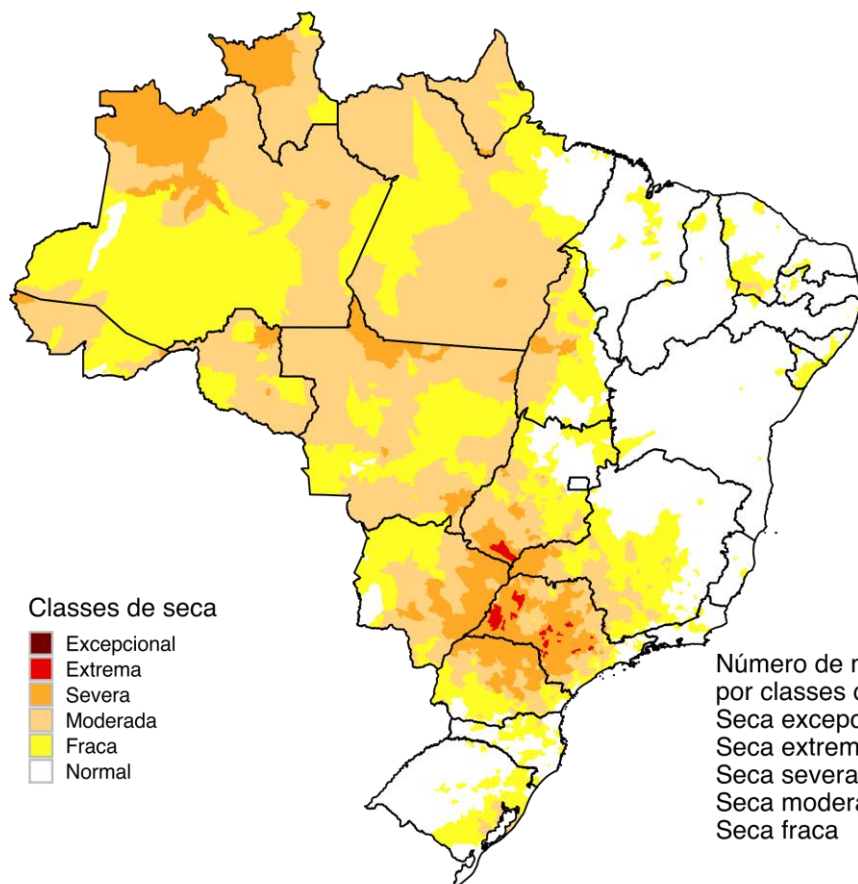 Classes de seca
Excepcional
Extrema
Severa
Moderada
Fraca
Normal
Número de
por classes
Seca
Seca
Seca severa
Seca
Seca fraca